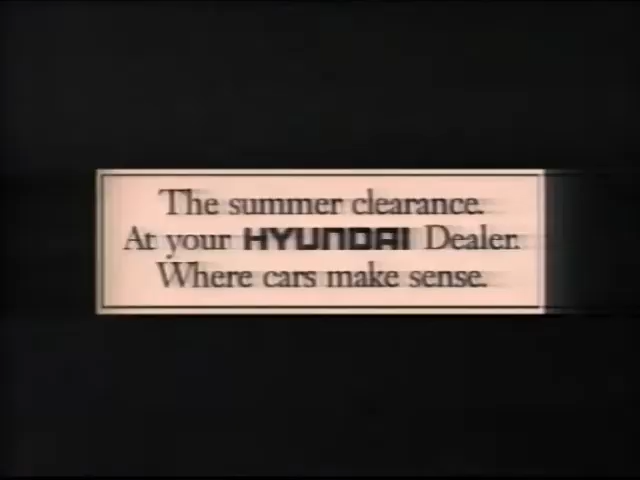 The summer clearance.
At your HYUNDAI Dealer.
Where cars make sense.